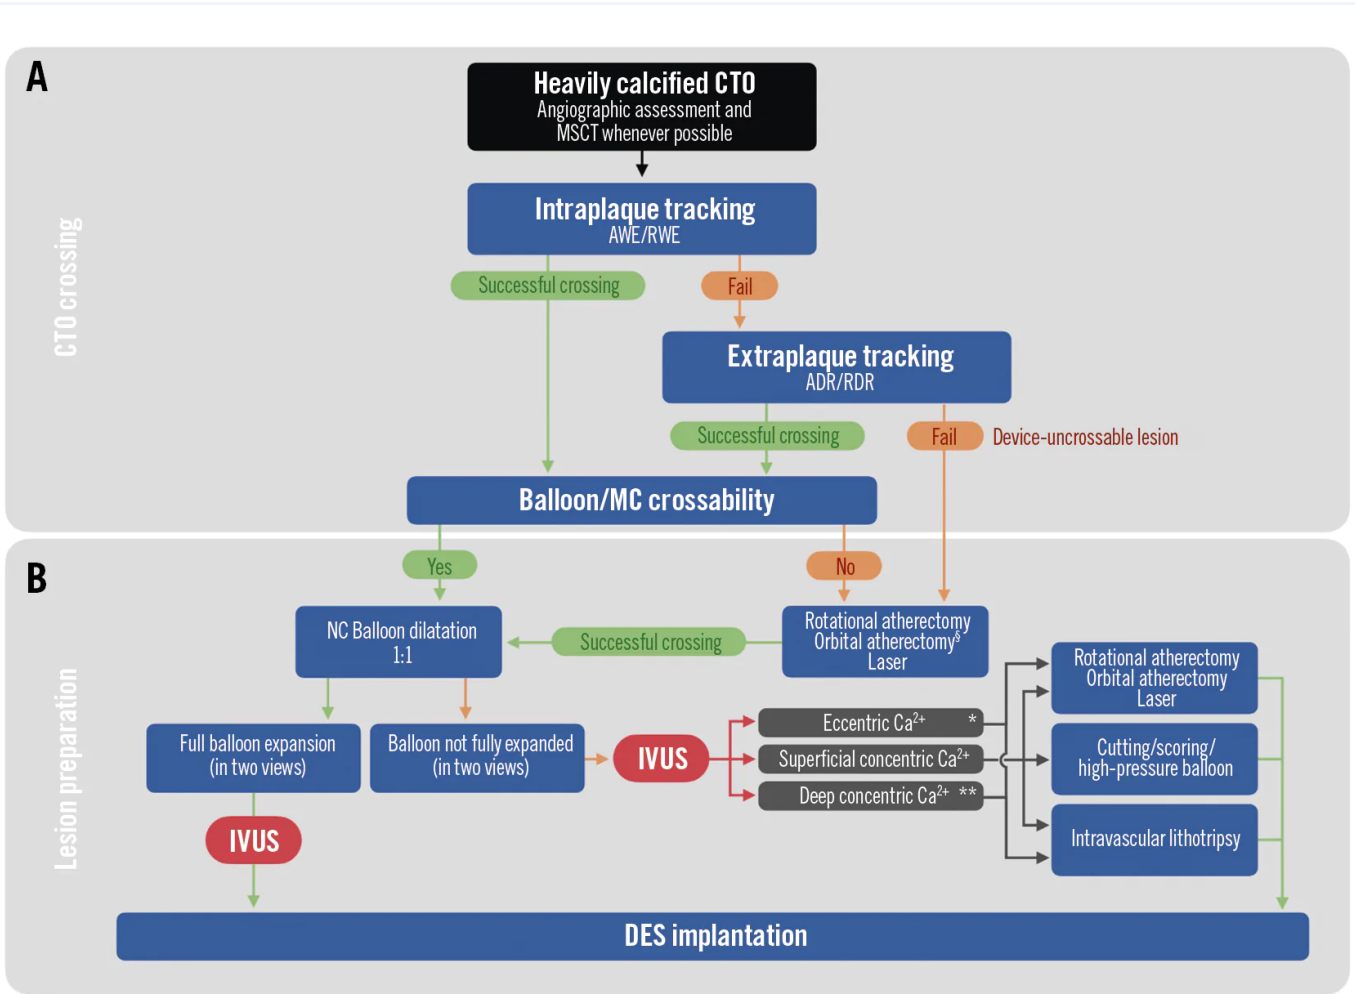 A
CTO crossing
Heavily calcified CTO
Angiographic assessment and
MSCT whenever possible
Intraplaque tracking
AWE/RWE
Successful crossing
Fail
Extraplaque tracking
ADR/RDR
Successful crossing
Fail
Device-uncrossable lesion
Balloon/MC crossability
B
Lesion preparation
Yes
No
NC Balloon dilatation
1:1
Successful crossing
Rotational atherectomy
Orbital atherectomy§
Laser
Full balloon expansion
(in two views)
Balloon not fully expanded
(in two views)
IVUS
Eccentric Ca²⁺ *
Superficial concentric Ca²⁺
Deep concentric Ca²⁺ **
Rotational atherectomy
Orbital atherectomy
Laser
Cutting/scoring/
high-pressure balloon
Intravascular lithotripsy
IVUS
DES implantation